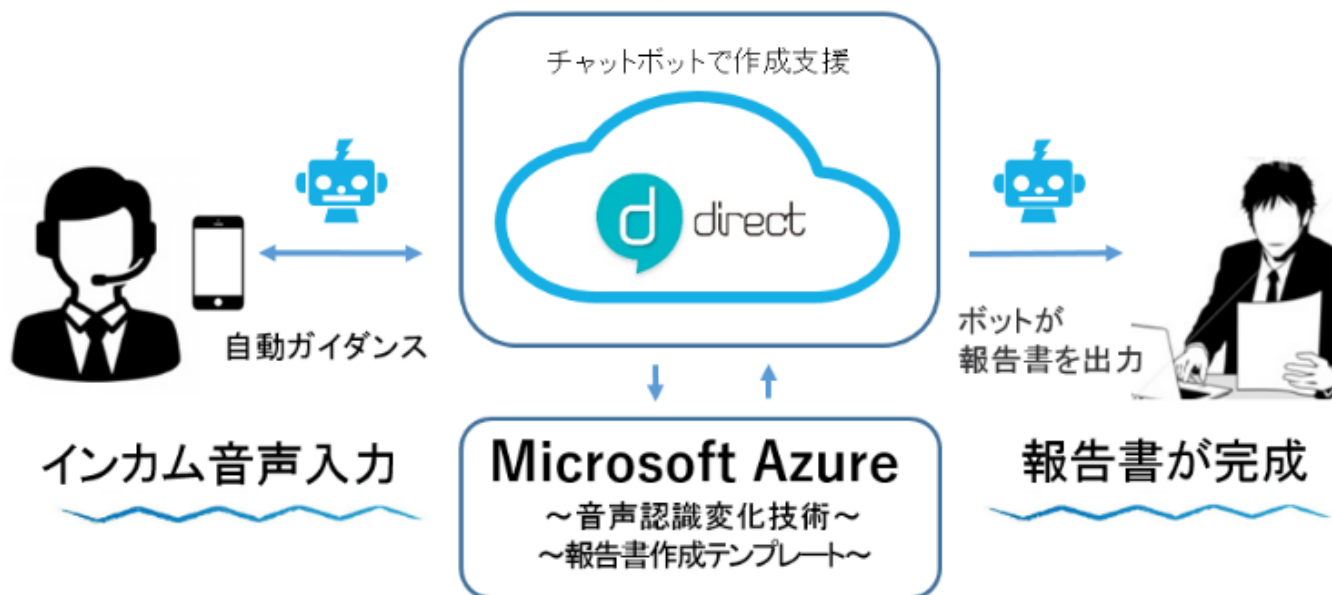 チャットボットで作成支援
direct
自動ガイダンス
ボットが
報告書を出力
インカム音声入力
Microsoft Azure
～音声認識変化技術～
～報告書作成テンプレート～
報告書が完成